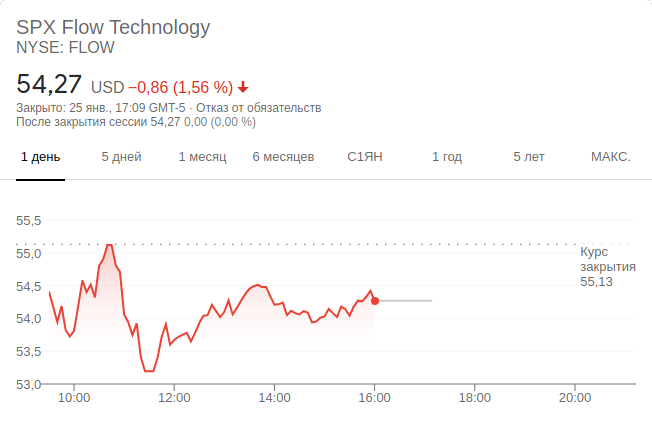 SPX Flow Technology
NYSE: FLOW
54,27 USD −0,86 (1,56 %)
Закрыто: 25 янв., 17:09 GMT-5 · Отказ от обязательств
После закрытия сессии 54,27 0,00 (0,00 %)
1 день 5 дней 1 месяц 6 месяцев С1ЯН 1 год 5 лет МАКС.
55,5
55,0
54,5
54,0
53,5
53,0
Курс
закрытия
55,13
10:00 12:00 14:00 16:00 18:00 20:00